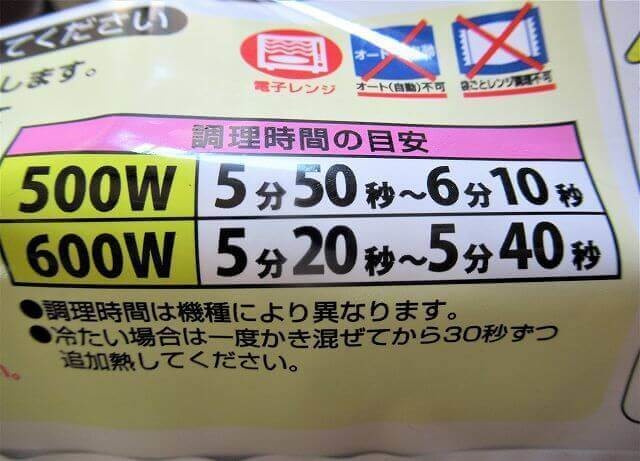 てください
します。
電子レンジ
オート(自動)不可
袋ごとレンジ調理不可
調理時間の目安
500W 5分50秒～6分10秒
600W 5分20秒～5分40秒
●調理時間は機種により異なります。
●冷たい場合は一度かき混ぜてから30秒ずつ
追加熱してください。